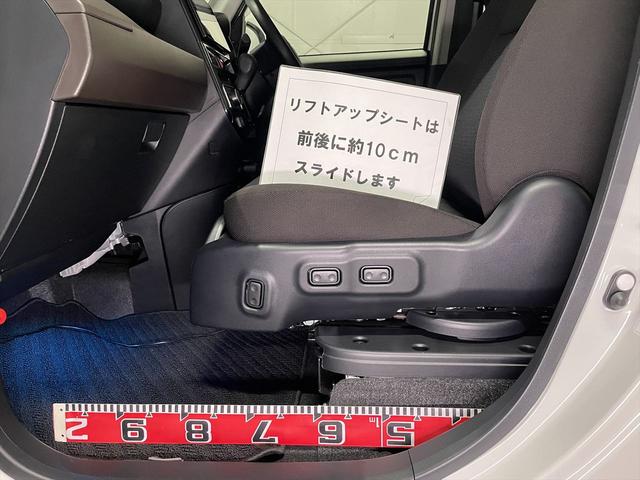 リフトアップシートは
前後に約10cm
スライドします
2 9 8 7 6 1m 5